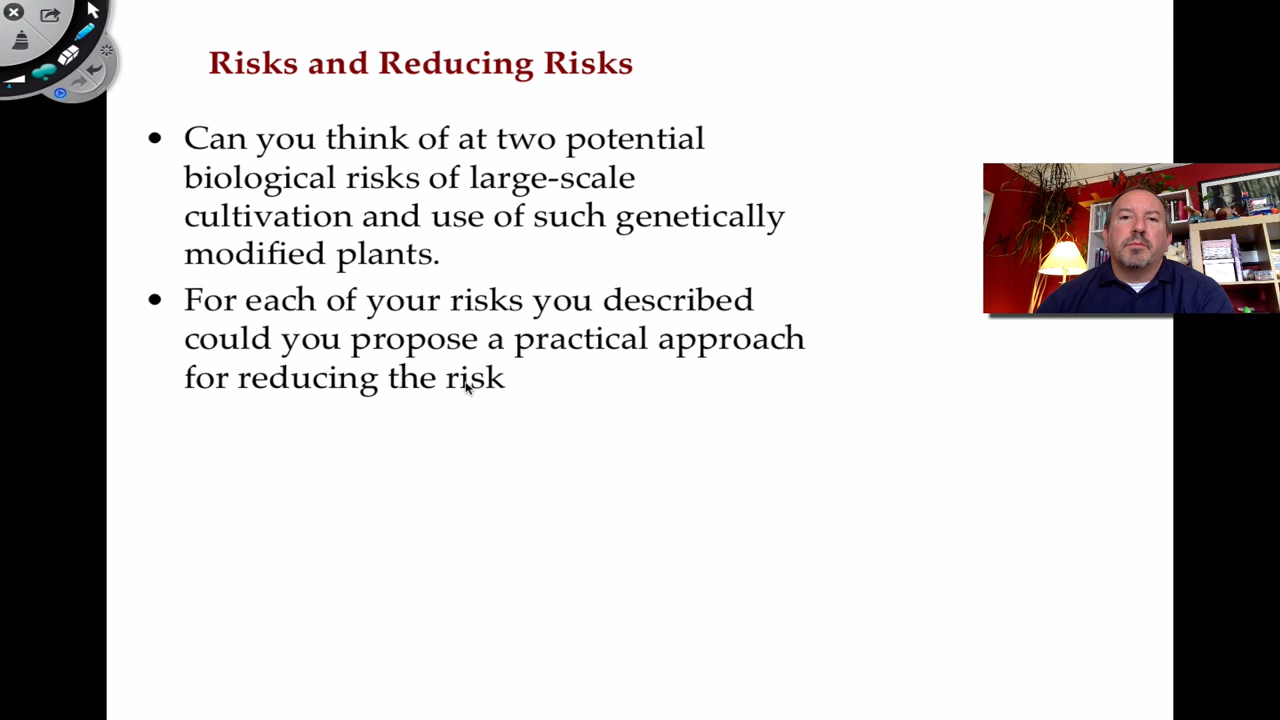 Risks and Reducing Risks
• Can you think of at two potential
biological risks of large-scale
cultivation and use of such genetically
modified plants.
• For each of your risks you described
could you propose a practical approach
for reducing the risk